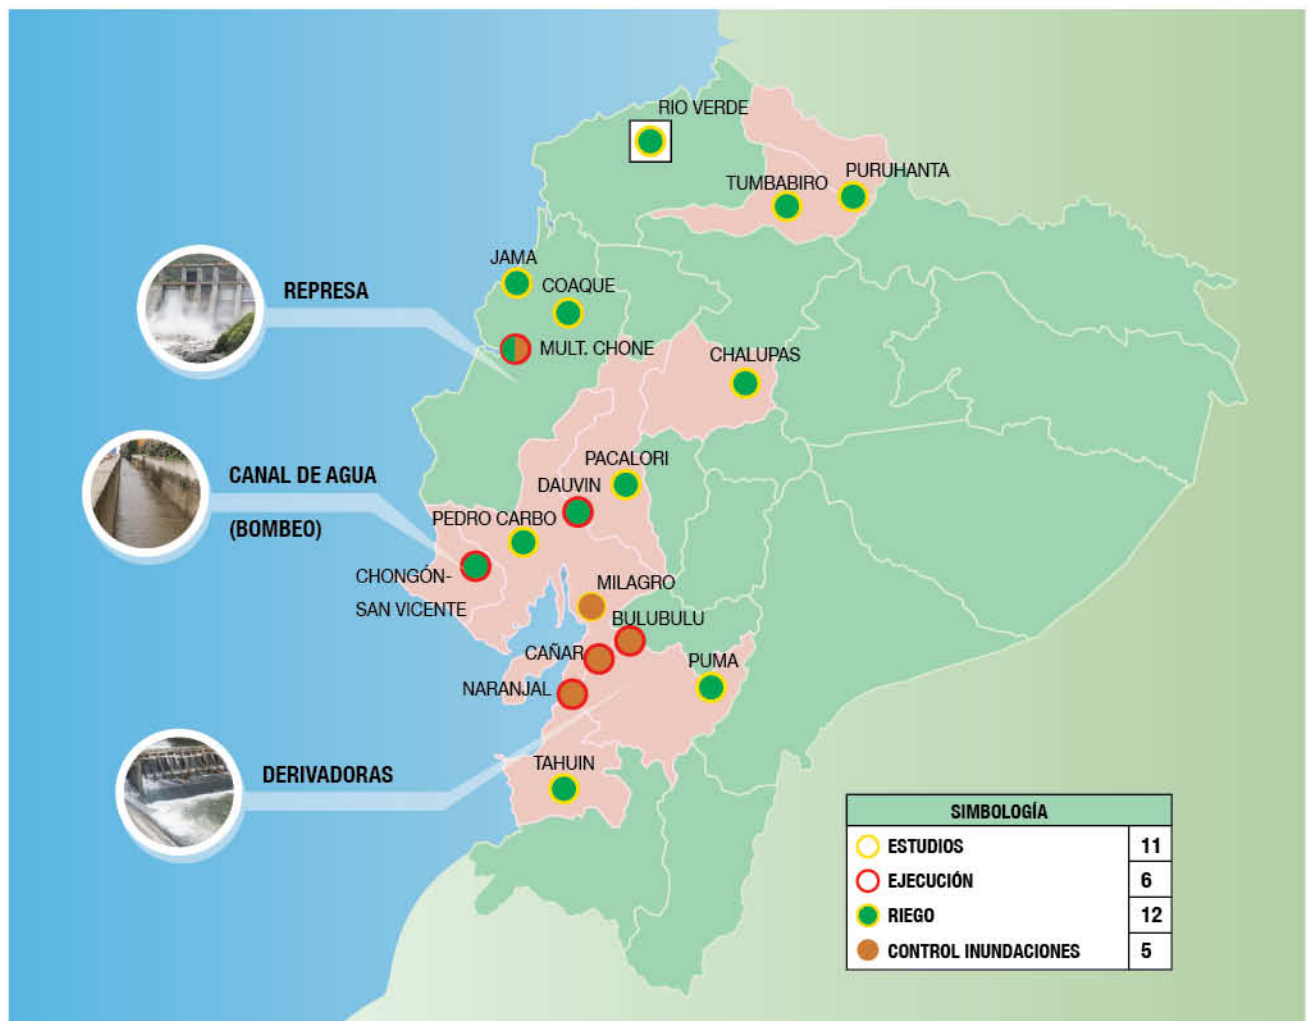 RIO VERDE
PURUHANTA
TUMBABIRO
JAMA
COAQUE
REPRESA
MULT. CHONE
CHALUPAS
PACALORI
CANAL DE AGUA
(BOMBEO)
DAUVIN
PEDRO CARBO
CHONGÓN-
SAN VICENTE
MILAGRO
BULUBULU
CAÑAR
PUMA
NARANJAL
TAHUIN
DERIVADORAS
SIMBOLOGÍA
ESTUDIOS 11
EJECUCIÓN 6
RIEGO 12
CONTROL INUNDACIONES 5